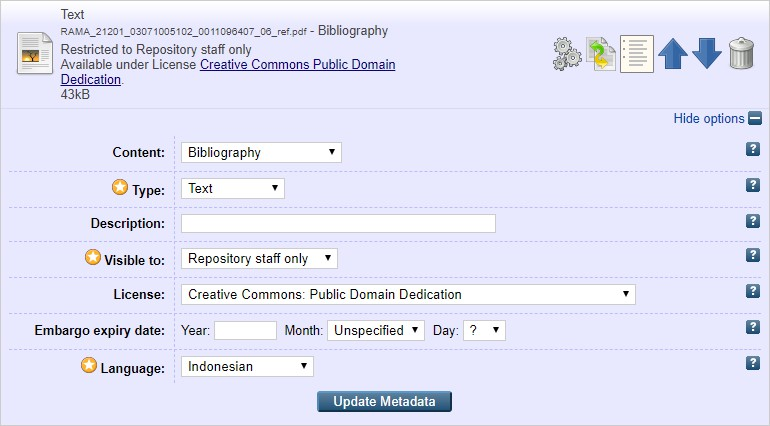 Text
RAMA_21201_03071005102_0011096407_06_ref.pdf - Bibliography
Restricted to Repository staff only
Available under License Creative Commons Public Domain
Dedication.
43kB
Hide options
Content: Bibliography ?
Type: Text ?
Description: ?
Visible to: Repository staff only ?
License: Creative Commons: Public Domain Dedication ?
Embargo expiry date: Year: Month: Unspecified Day: ? ?
Language: Indonesian ?
Update Metadata